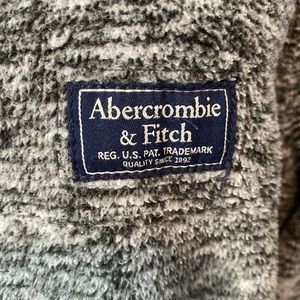 Abercrombie
& Fitch
REG. U.S. PAT. TRADEMARK
QUALITY SINCE 1892